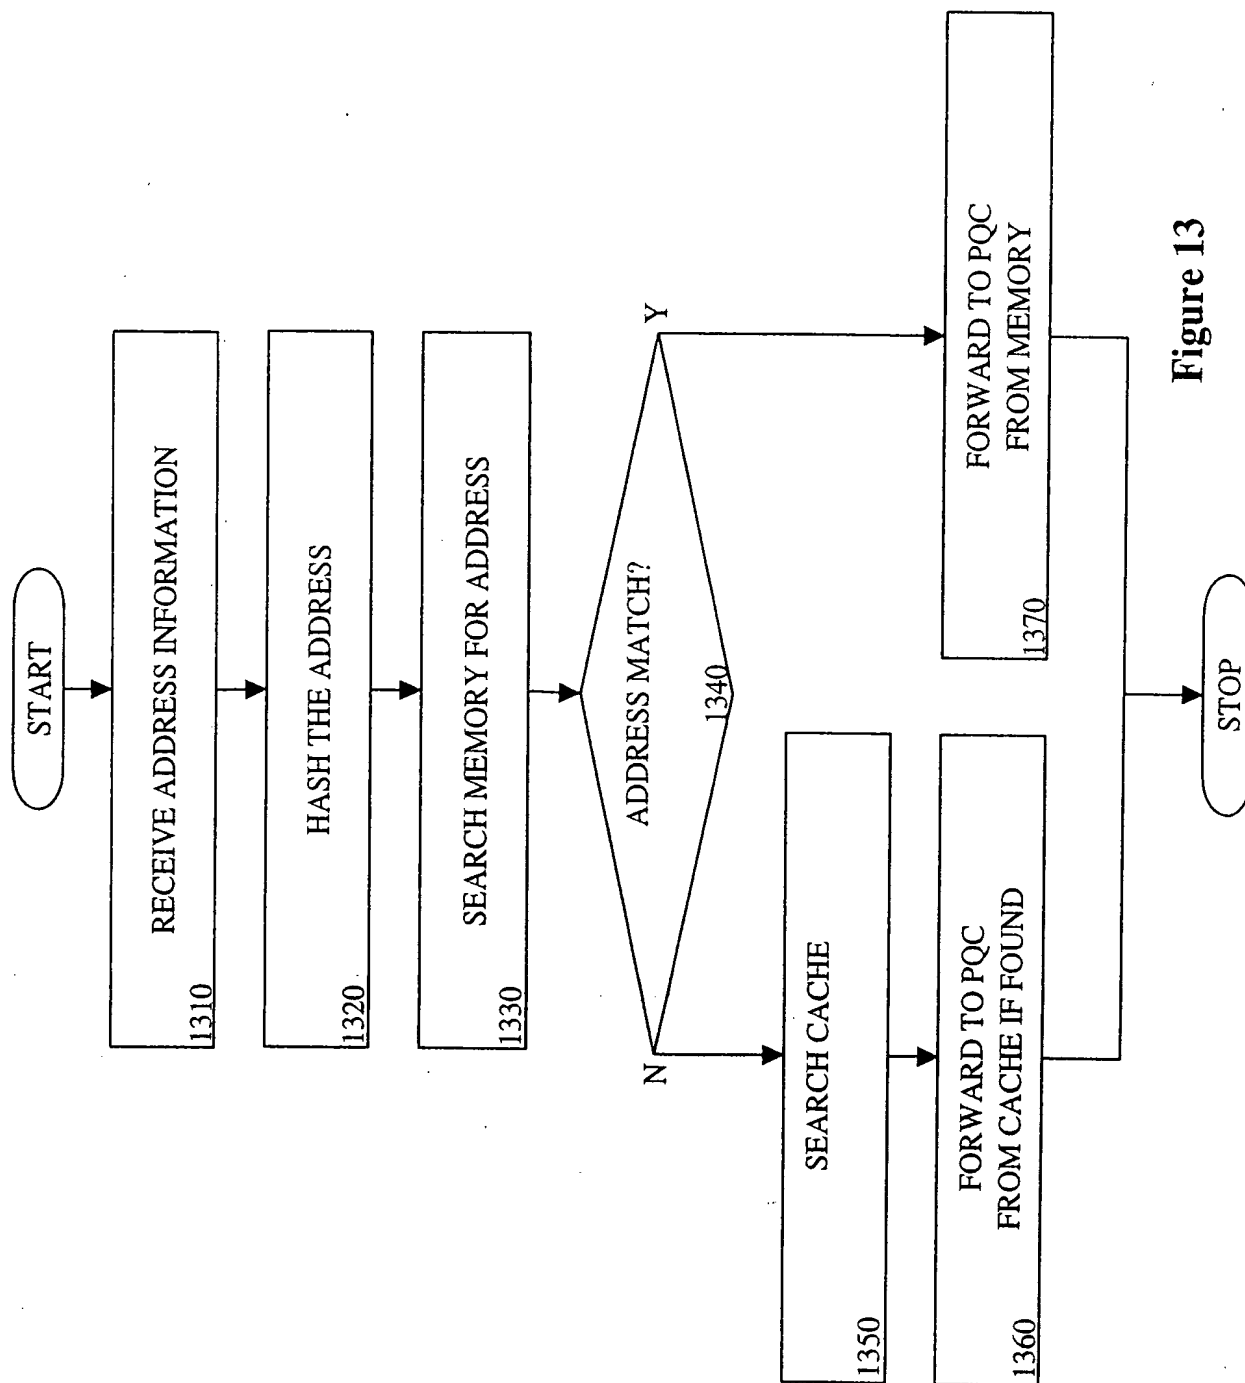 START
RECEIVE ADDRESS INFORMATION
1310
HASH THE ADDRESS
1320
SEARCH MEMORY FOR ADDRESS
1330
ADDRESS MATCH?
1340
N
Y
SEARCH CACHE
1350
FORWARD TO PQC
FROM CACHE IF FOUND
1360
FORWARD TO PQC
FROM MEMORY
1370
STOP
Figure 13